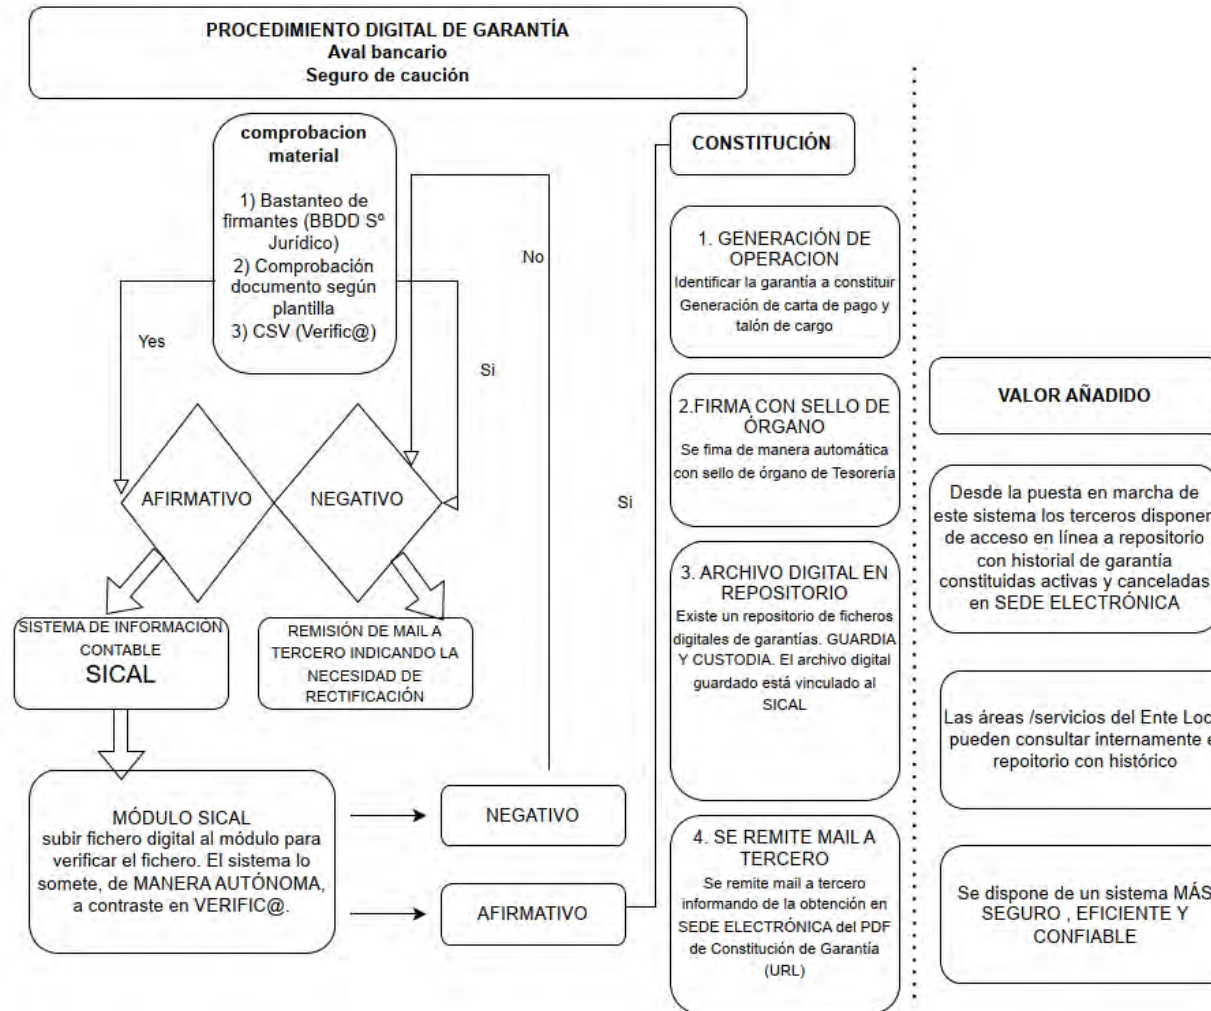 PROCEDIMIENTO DIGITAL DE GARANTÍA
Aval bancario
Seguro de caución
comprobacion
material
1) Bastanteo de
firmantes (BBDD Sº
Jurídico)
2) Comprobación
documento según
plantilla
3) CSV (Verific@)
Yes
Si
No
AFIRMATIVO
NEGATIVO
SISTEMA DE INFORMACIÓN
CONTABLE
SICAL
REMISIÓN DE MAIL A
TERCERO INDICANDO LA
NECESIDAD DE
RECTIFICACIÓN
MÓDULO SICAL
subir fichero digital al módulo para
verificar el fichero. El sistema lo
somete, de MANERA AUTÓNOMA,
a contraste en VERIFIC@.
NEGATIVO
AFIRMATIVO
Si
CONSTITUCIÓN
1. GENERACIÓN DE
OPERACION
Identificar la garantía a constituir
Generación de carta de pago y
talón de cargo
2.FIRMA CON SELLO DE
ÓRGANO
Se fima de manera automática
con sello de órgano de Tesorería
3. ARCHIVO DIGITAL EN
REPOSITORIO
Existe un repositorio de ficheros
digitales de garantías. GUARDIA
Y CUSTODIA. El archivo digital
guardado está vinculado al
SICAL
4. SE REMITE MAIL A
TERCERO
Se remite mail a tercero
informando de la obtención en
SEDE ELECTRÓNICA del PDF
de Constitución de Garantía
(URL)
VALOR AÑADIDO
Desde la puesta en marcha de
este sistema los terceros disponen
de acceso en línea a repositorio
con historial de garantía
constituidas activas y canceladas
en SEDE ELECTRÓNICA
Las áreas /servicios del Ente
pueden consultar internamente
repoitorio con histórico
Se dispone de un sistema MÁS
SEGURO , EFICIENTE Y
CONFIABLE